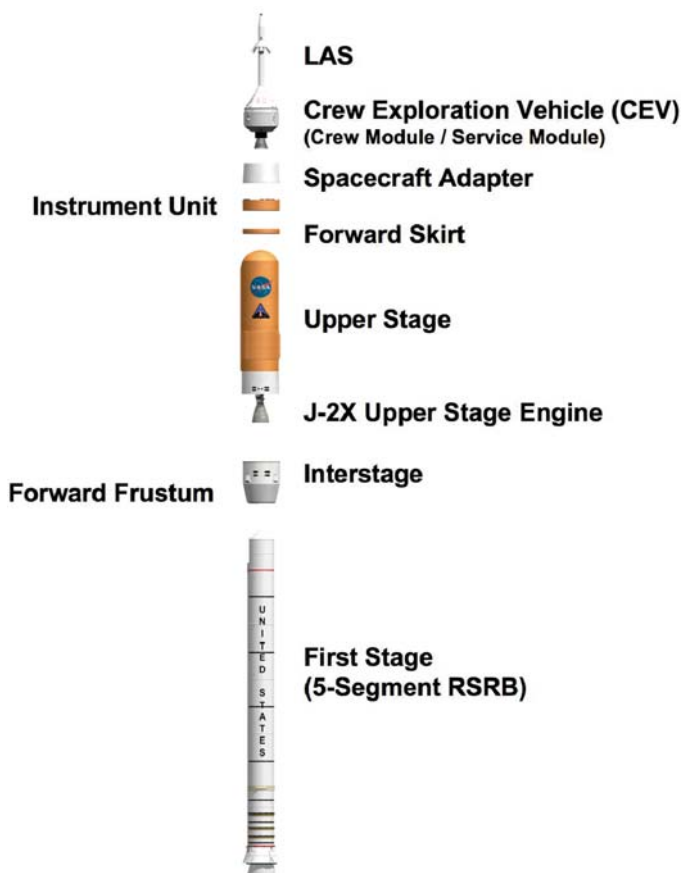 LAS
Crew Exploration Vehicle (CEV)
(Crew Module / Service Module)
Spacecraft Adapter
Instrument Unit
Forward Skirt
NASA
Upper Stage
J-2X Upper Stage Engine
Interstage
Forward Frustum
UNITED STATES
First Stage
(5-Segment RSRB)